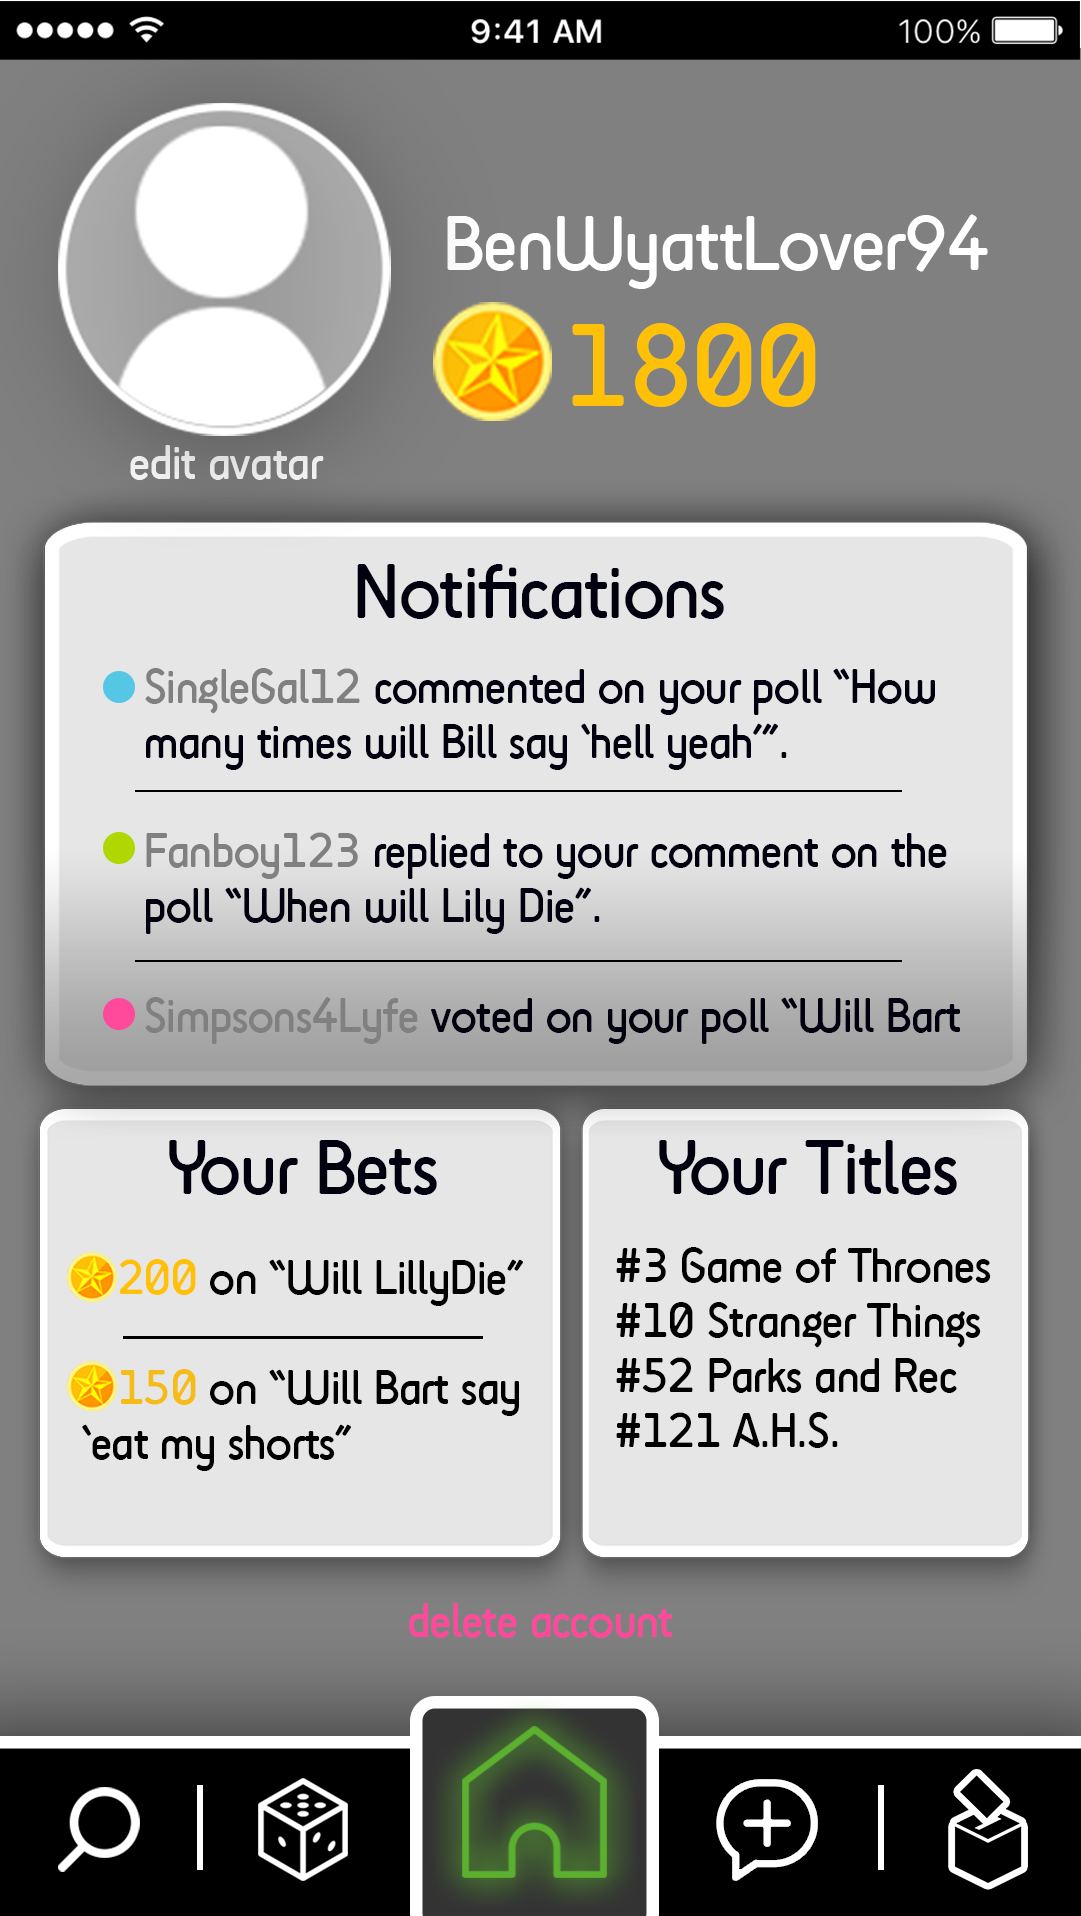 9:41 AM
100%
BenWyattLover94
1800
edit avatar
Notifications
SingleGal12 commented on your poll “How
many times will Bill say ‘hell yeah’”.
Fanboy123 replied to your comment on the
poll “When will Lily Die”.
Simpsons4Lyfe voted on your poll “Will Bart
Your Bets
200 on “Will LillyDie”
150 on “Will Bart say
‘eat my shorts”
Your Titles
#3 Game of Thrones
#10 Stranger Things
#52 Parks and Rec
#121 A.H.S.
delete account